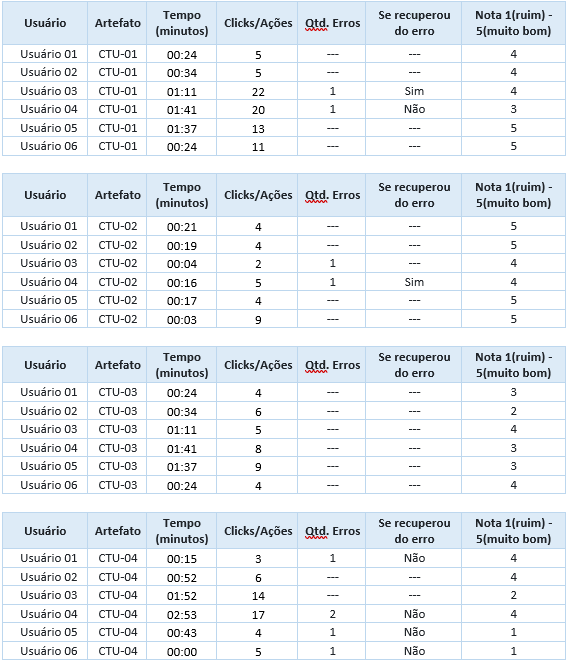 Usuário Artefato Tempo (minutos) Clicks/Ações Qtd. Erros Se recuperou do erro Nota 1(ruim) - 5(muito bom)
Usuário 01 CTU-01 00:24 5 --- --- 4
Usuário 02 CTU-01 00:34 5 --- --- 4
Usuário 03 CTU-01 01:11 22 1 Sim 4
Usuário 04 CTU-01 01:41 20 1 Não 3
Usuário 05 CTU-01 01:37 13 --- --- 5
Usuário 06 CTU-01 00:24 11 --- --- 5
Usuário Artefato Tempo (minutos) Clicks/Ações Qtd. Erros Se recuperou do erro Nota 1(ruim) - 5(muito bom)
Usuário 01 CTU-02 00:21 4 --- --- 5
Usuário 02 CTU-02 00:19 4 --- --- 5
Usuário 03 CTU-02 00:04 2 1 --- 4
Usuário 04 CTU-02 00:16 5 1 Sim 4
Usuário 05 CTU-02 00:17 4 --- --- 5
Usuário 06 CTU-02 00:03 9 --- --- 5
Usuário Artefato Tempo (minutos) Clicks/Ações Qtd. Erros Se recuperou do erro Nota 1(ruim) - 5(muito bom)
Usuário 01 CTU-03 00:24 4 --- --- 3
Usuário 02 CTU-03 00:34 6 --- --- 2
Usuário 03 CTU-03 01:11 5 --- --- 4
Usuário 04 CTU-03 01:41 8 --- --- 3
Usuário 05 CTU-03 01:37 9 --- --- 3
Usuário 06 CTU-03 00:24 4 --- --- 4
Usuário Artefato Tempo (minutos) Clicks/Ações Qtd. Erros Se recuperou do erro Nota 1(ruim) - 5(muito bom)
Usuário 01 CTU-04 00:15 3 1 Não 4
Usuário 02 CTU-04 00:52 6 --- --- 4
Usuário 03 CTU-04 01:52 14 --- --- 2
Usuário 04 CTU-04 02:53 17 2 Não 4
Usuário 05 CTU-04 00:43 4 1 Não 1
Usuário 06 CTU-04 00:00 5 1 Não 1